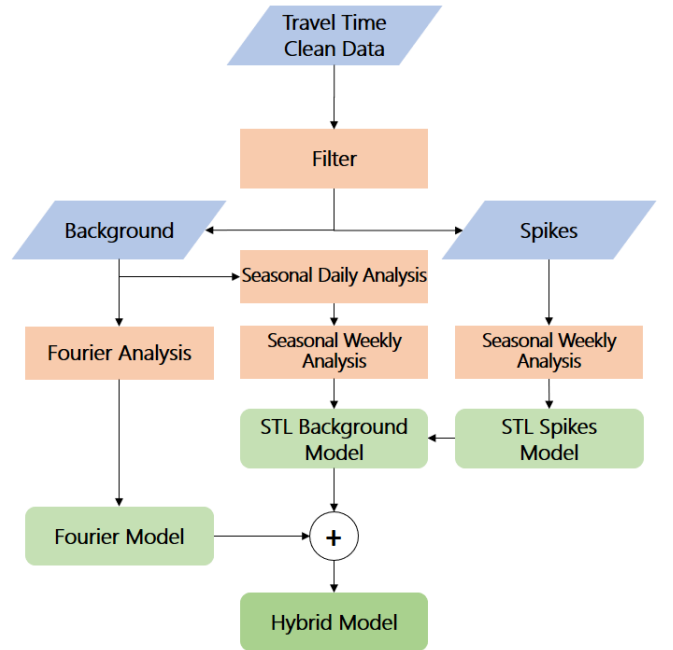 Travel Time
Clean Data
Filter
Background
Spikes
Seasonal Daily Analysis
Fourier Analysis
Seasonal Weekly
Analysis
Seasonal Weekly
Analysis
STL Background
Model
STL Spikes
Model
Fourier Model
+
Hybrid Model